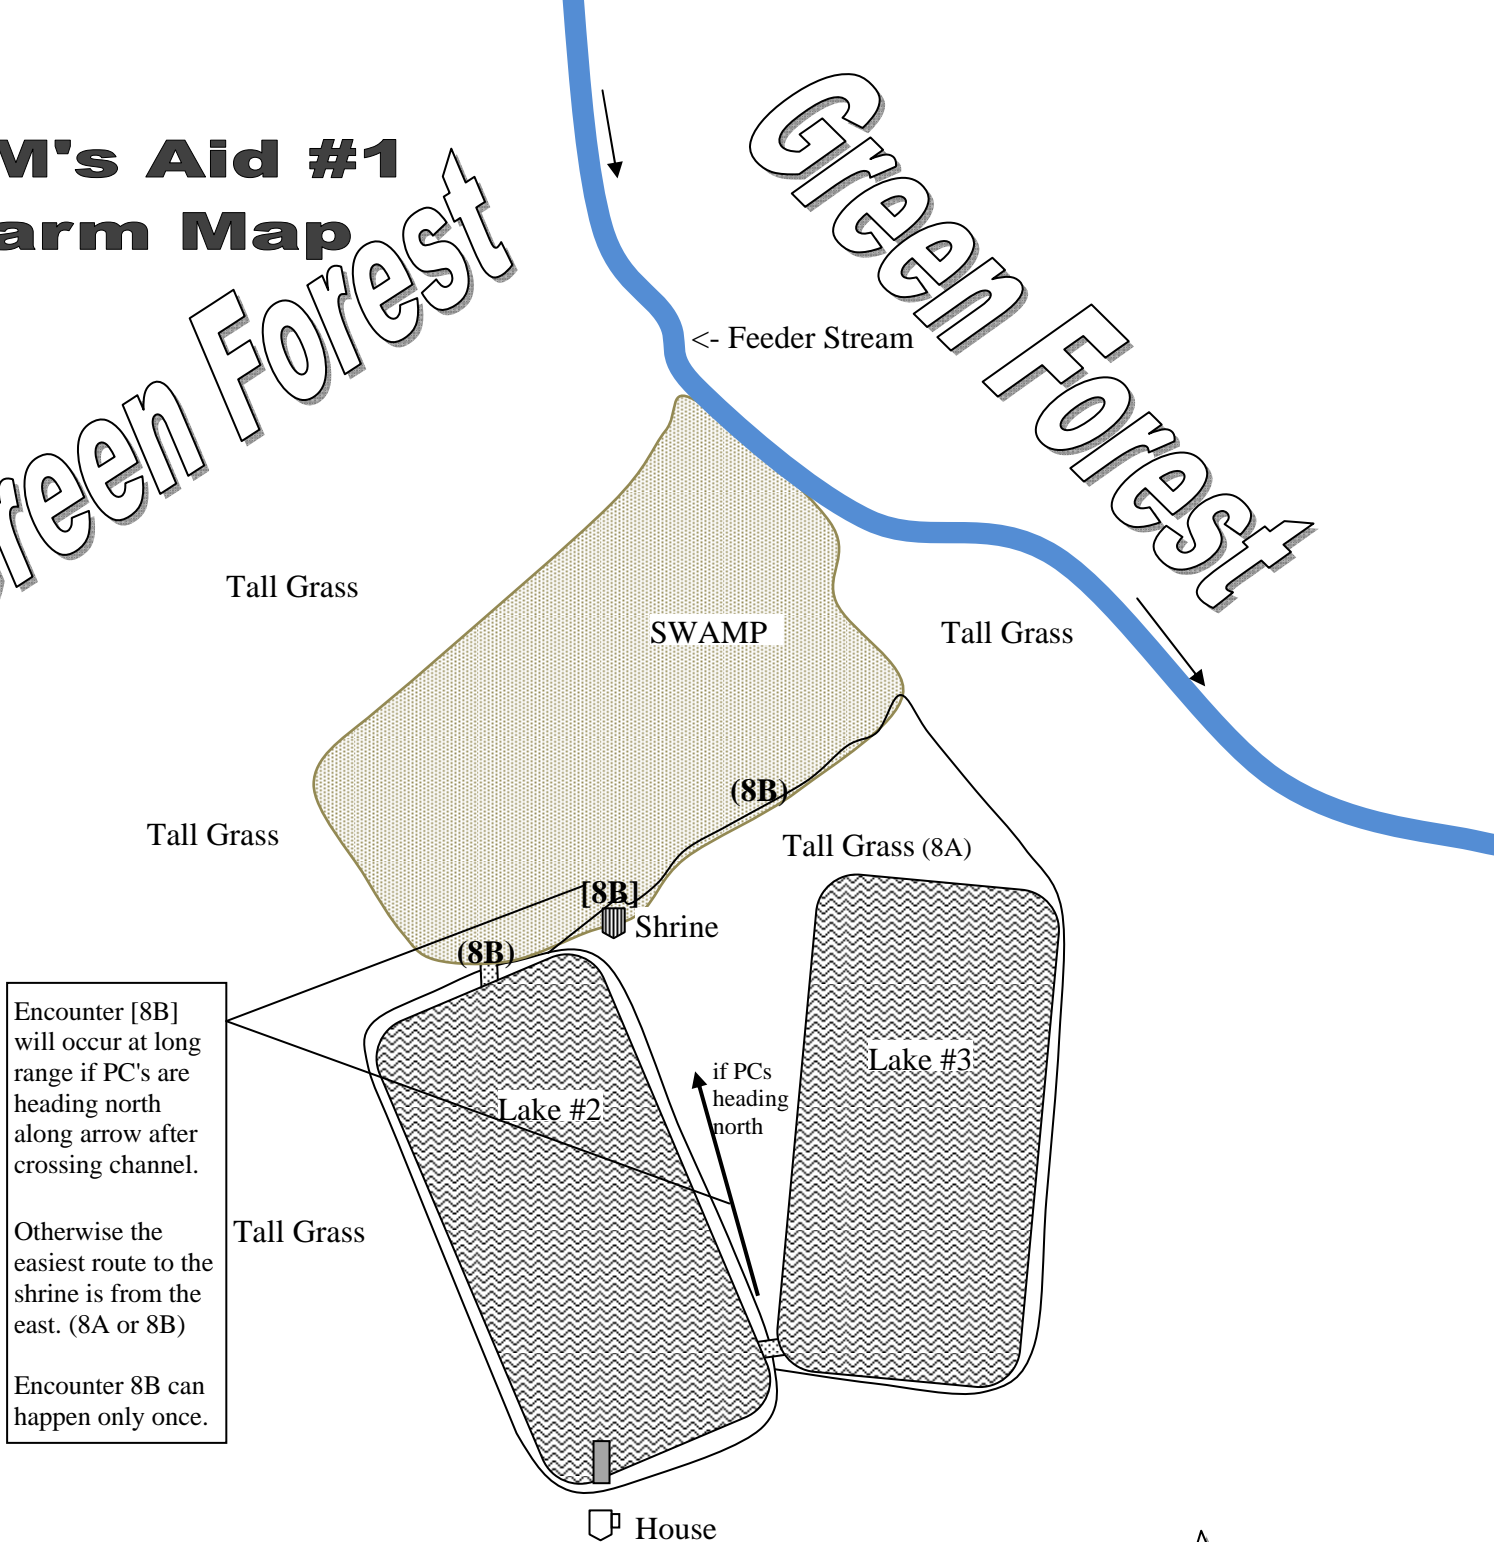 M's Aid #1
arm Map
Green Forest
reen Forest
<- Feeder Stream
Tall Grass
SWAMP
Tall Grass
(8B)
Tall Grass
Tall Grass (8A)
[8B]
Shrine
(8B)
Encounter [8B]
will occur at long
range if PC's are
heading north
along arrow after
crossing channel.
Otherwise the
easiest route to the
shrine is from the
east. (8A or 8B)
Encounter 8B can
happen only once.
Lake #3
if PCs
heading
north
Lake #2
Tall Grass
House